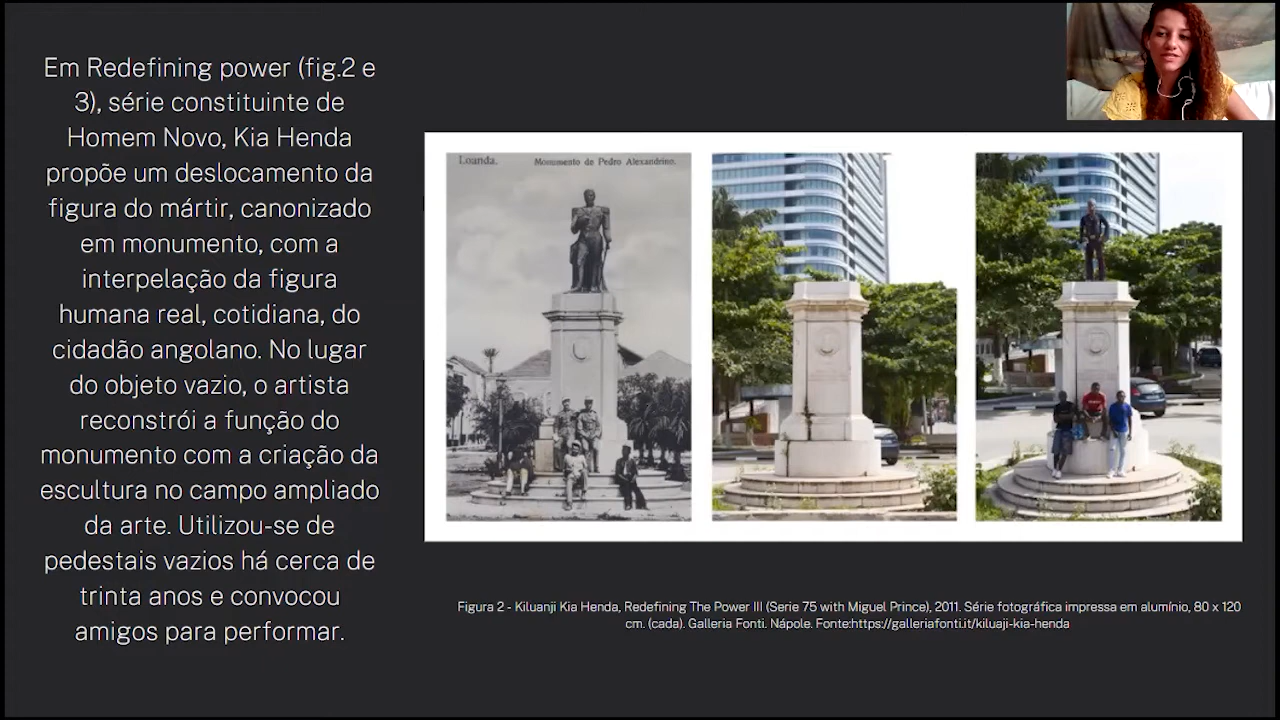 Em Redefining power (fig.2 e
3), série constituinte de
Homem Novo, Kia Henda
propõe um deslocamento da
figura do mártir, canonizado
em monumento, com a
interpelação da figura
humana real, cotidiana, do
cidadão angolano. No lugar
do objeto vazio, o artista
reconstrói a função do
monumento com a criação da
escultura no campo ampliado
da arte. Utilizou-se de
pedestais vazios há cerca de
trinta anos e convocou
amigos para performar.
Loanda.
Monumento de Pedro Alexandrino.
Figura 2 - Kiluanji Kia Henda, Redefining The Power III (Serie 75 with Miguel Prince), 2011. Série fotográfica impressa em alumínio, 80 x 120
cm. (cada). Galleria Fonti. Nápole. Fonte:https://galleriafonti.it/kiluaji-kia-henda